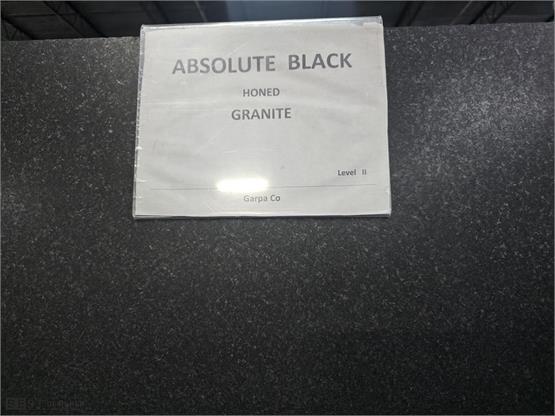 ABSOLUTE BLACK
HONED
GRANITE
Level II
Garpa Co